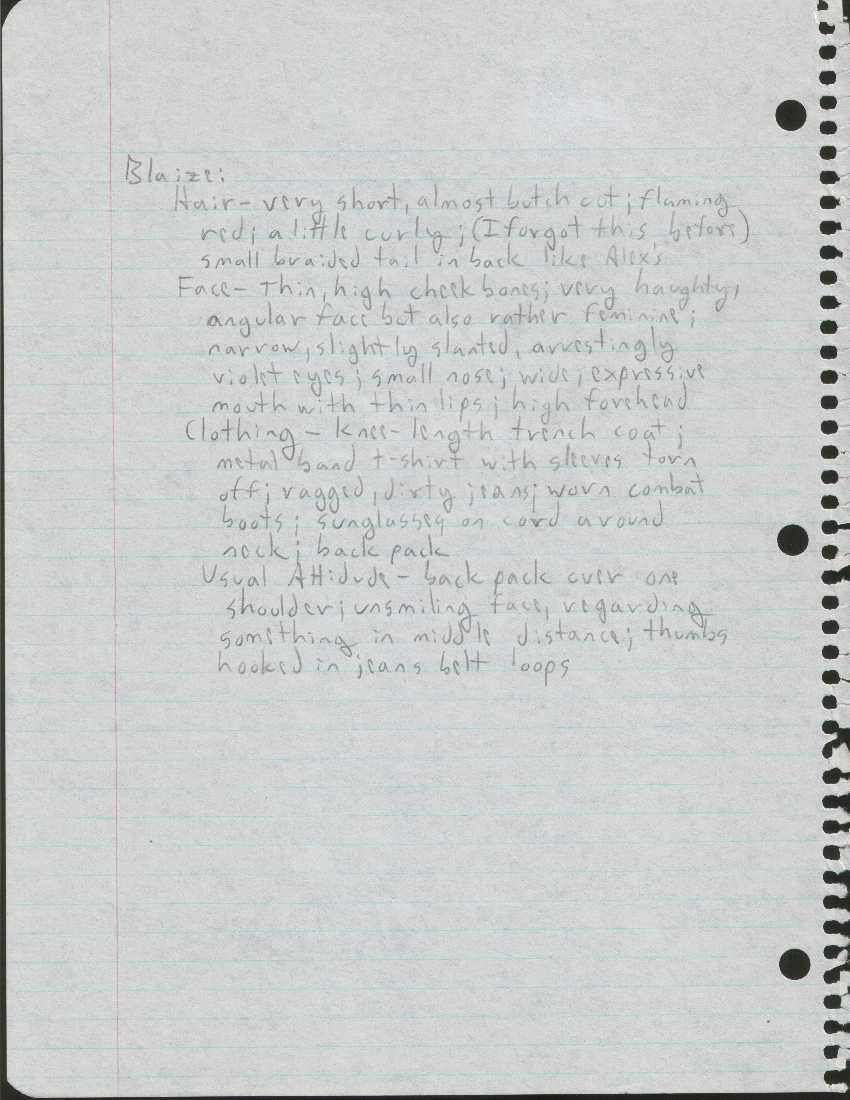 Blaize:
Hair- very short, almost butch cut; flaming
red; a little curly; (I forgot this before)
small braided tail in back like Alex's
Face- Thin, high cheekbones; very haughty,
angular face but also rather feminine;
narrow, slightly slanted, arrestingly
violet eyes; small nose; wide, expressive
mouth with thin lips; high forehead
Clothing - knee-length trench coat;
metal band t-shirt with sleeves torn
off; ragged, dirty jeans; worn combat
boots; sunglasses on cord around
neck; back pack
Usual Attidude- back pack over one
shoulder; unsmiling face, regarding
something in middle distance; thumbs
hooked in jeans belt loops